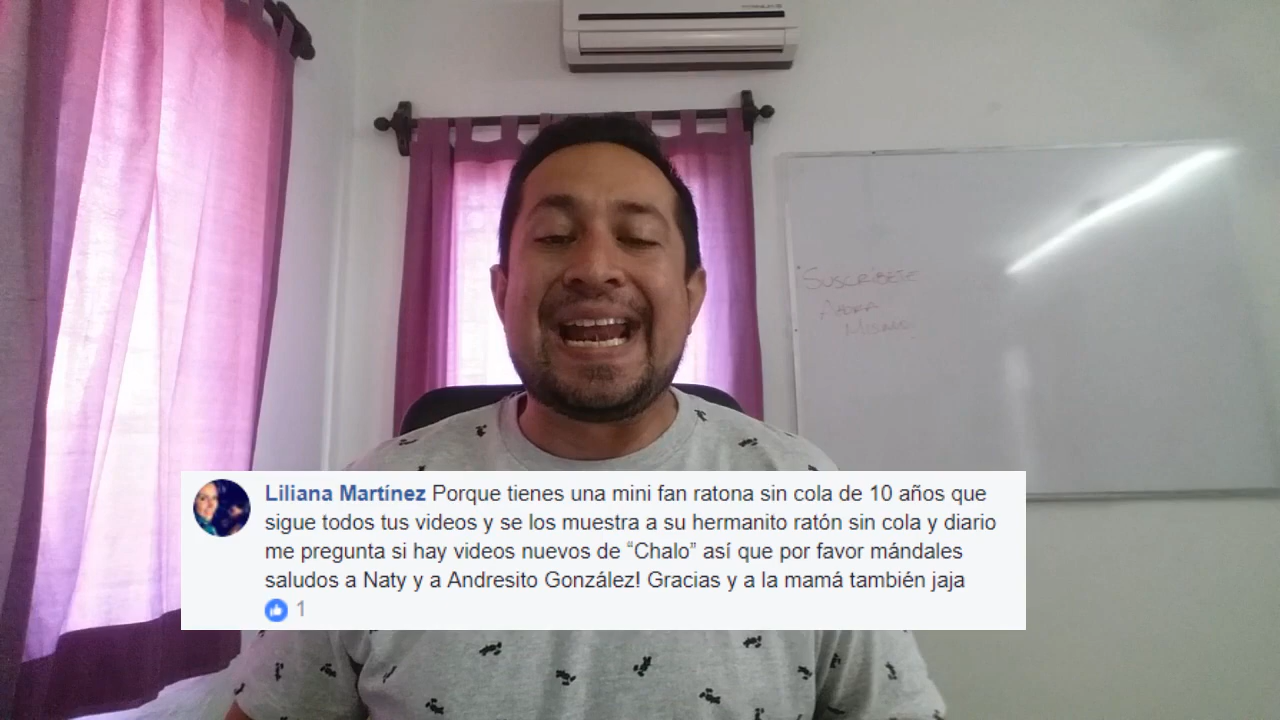 SUSCRÍBETE
AHORA
MISMO
Liliana Martínez Porque tienes una mini fan ratona sin cola de 10 años que
sigue todos tus videos y se los muestra a su hermanito ratón sin cola y diario
me pregunta si hay videos nuevos de “Chalo” así que por favor mándales
saludos a Naty y a Andresito González! Gracias y a la mamá también jaja
1